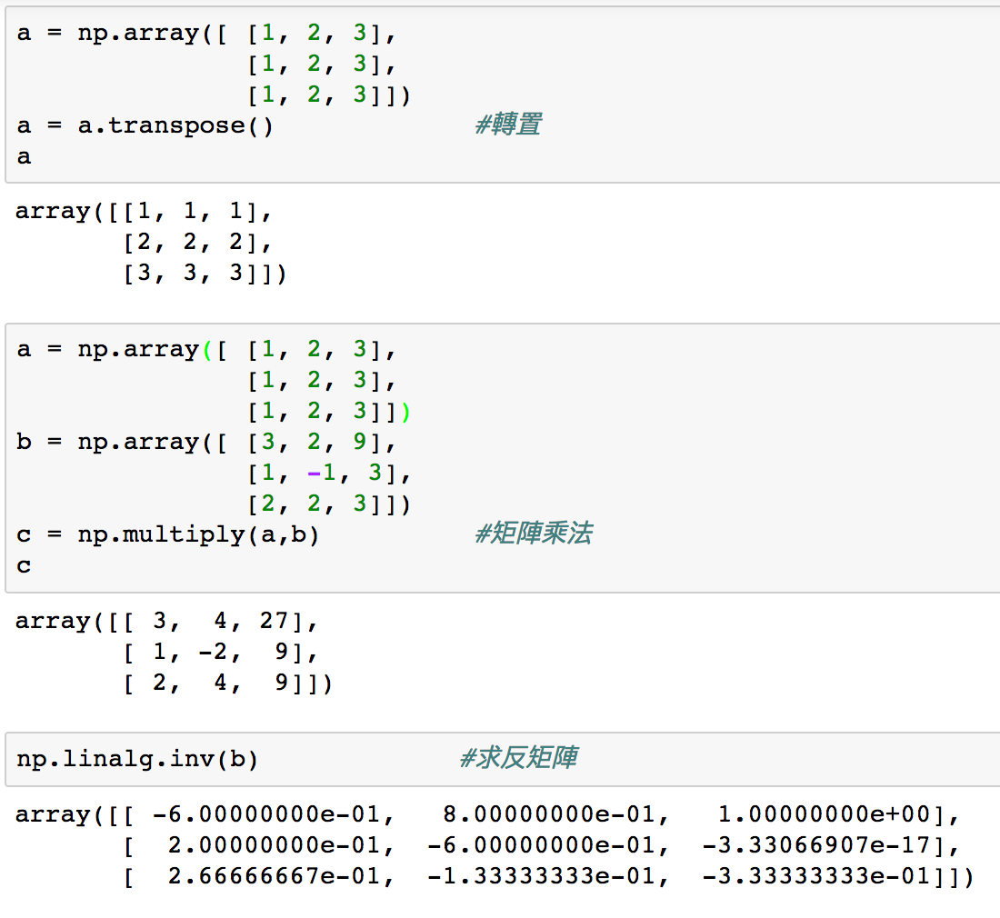 a = np.array([ [1, 2, 3],
               [1, 2, 3],
               [1, 2, 3]])
a = a.transpose()             #轉置
a
array([[1, 1, 1],
       [2, 2, 2],
       [3, 3, 3]])
a = np.array([ [1, 2, 3],
               [1, 2, 3],
               [1, 2, 3]])
b = np.array([ [3, 2, 9],
               [1, -1, 3],
               [2, 2, 3]])
c = np.multiply(a,b)          #矩陣乘法
c
array([[ 3,  4, 27],
       [ 1, -2,  9],
       [ 2,  4,  9]])
np.linalg.inv(b)             #求反矩陣
array([[ -6.00000000e-01,   8.00000000e-01,   1.00000000e+00],
       [  2.00000000e-01,  -6.00000000e-01,  -3.33066907e-17],
       [  2.66666667e-01,  -1.33333333e-01,  -3.33333333e-01]])